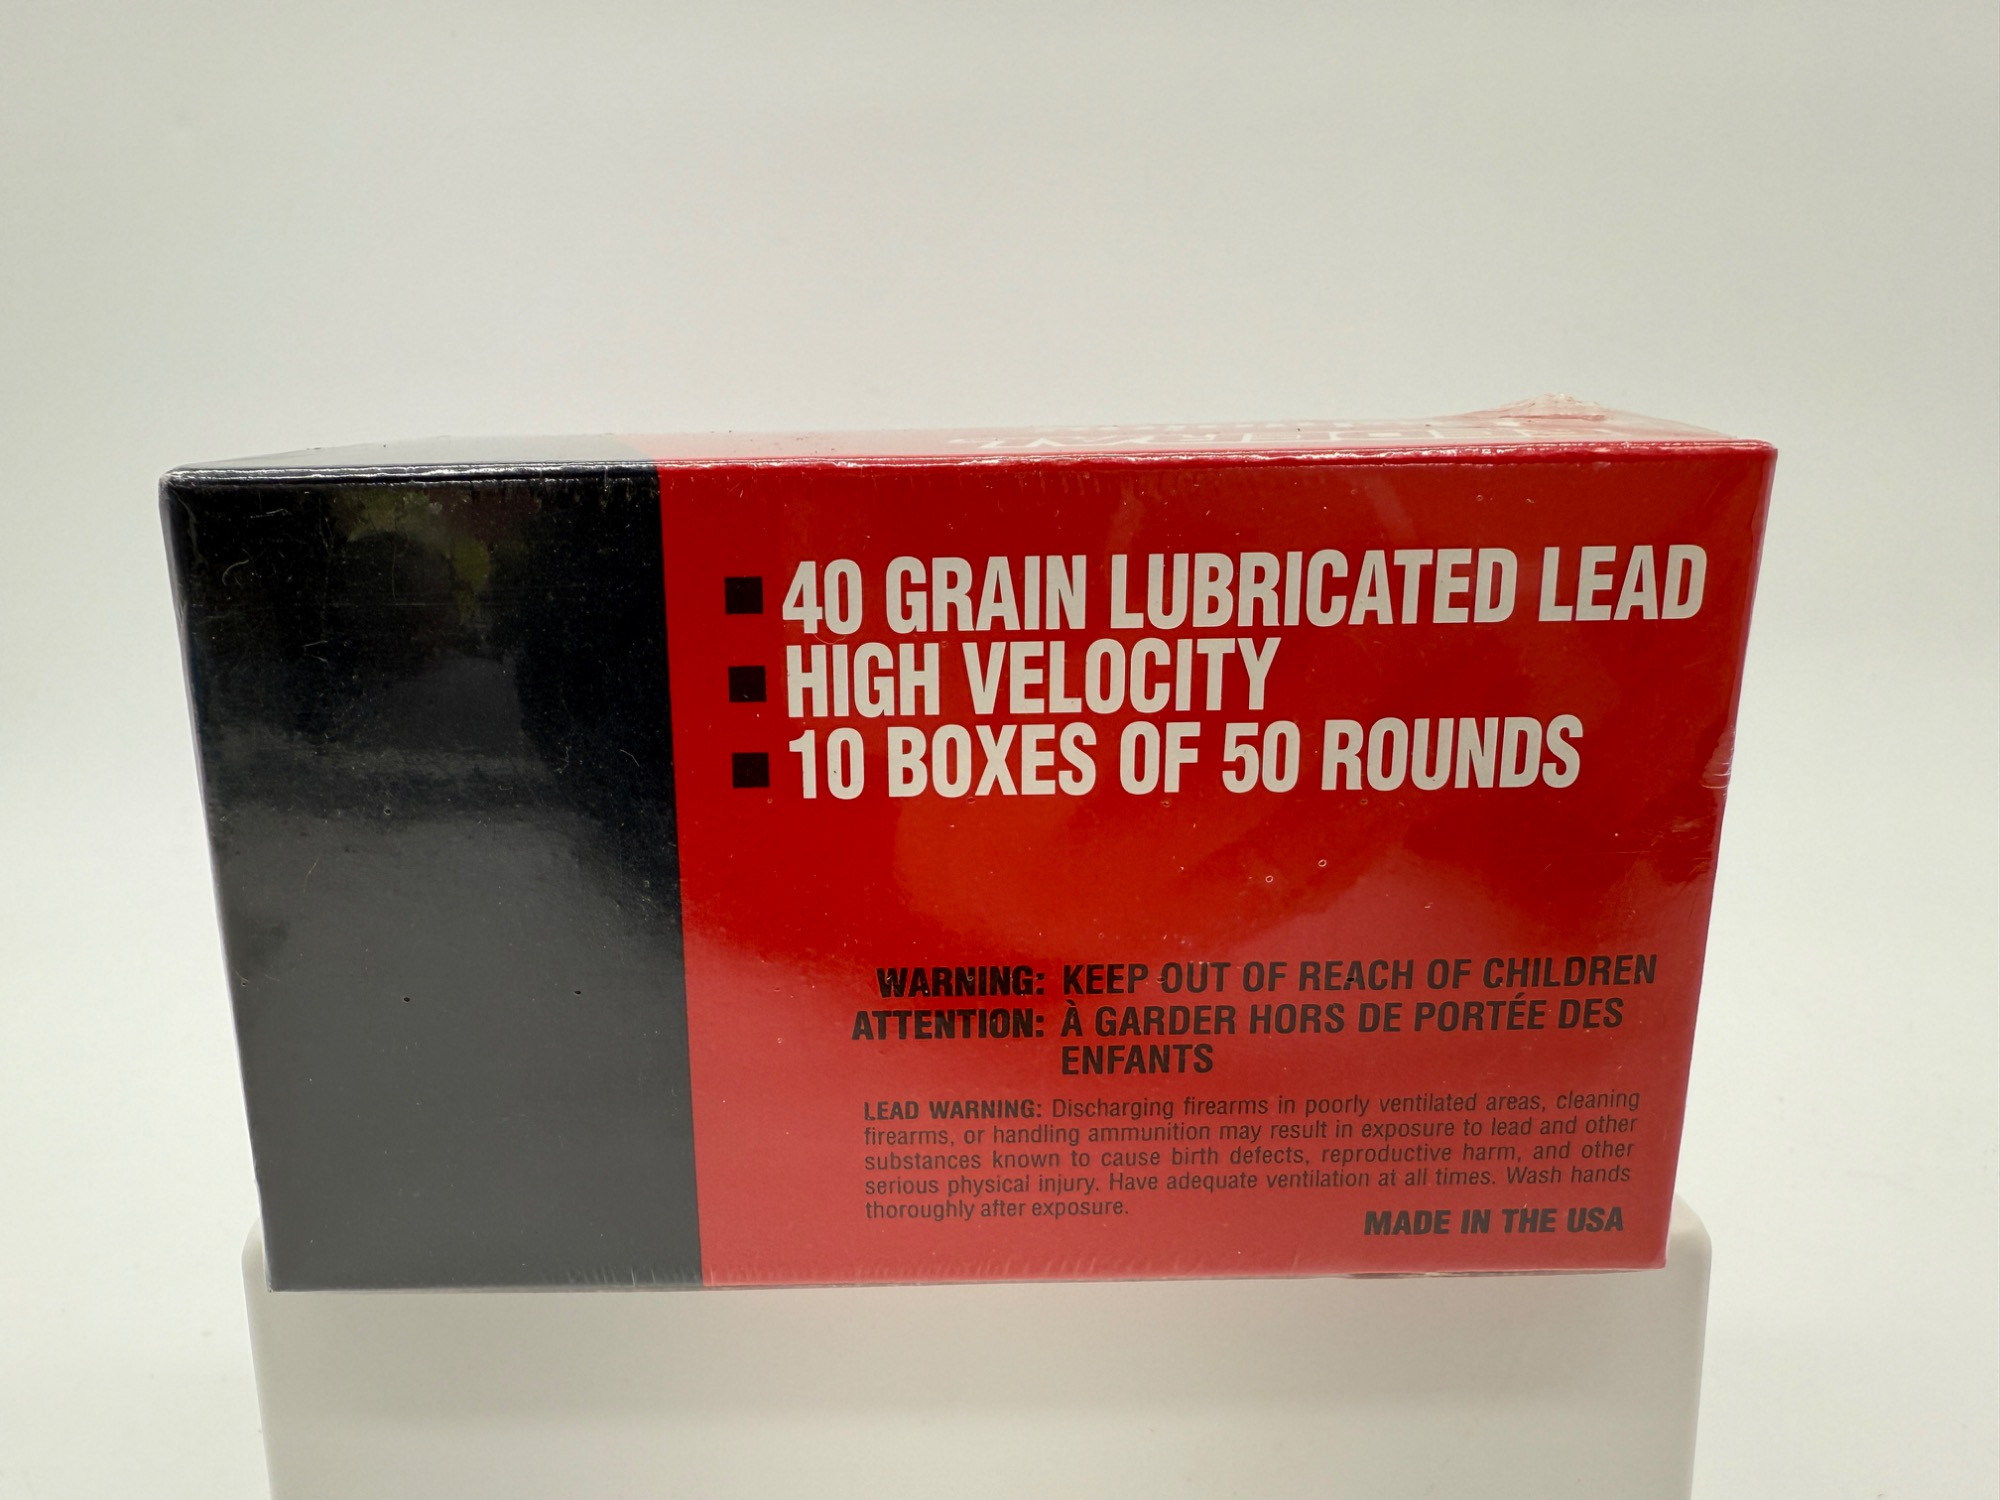 40 GRAIN LUBRICATED LEAD
HIGH VELOCITY
10 BOXES OF 50 ROUNDS
WARNING: KEEP OUT OF REACH OF CHILDREN
ATTENTION: À GARDER HORS DE PORTÉE DES
ENFANTS
LEAD WARNING: Discharging firearms in poorly ventilated areas, cleaning
firearms, or handling ammunition may result in exposure to lead and other
substances known to cause birth defects, reproductive harm, and other
serious physical injury. Have adequate ventilation at all times. Wash hands
thoroughly after exposure.
MADE IN THE USA